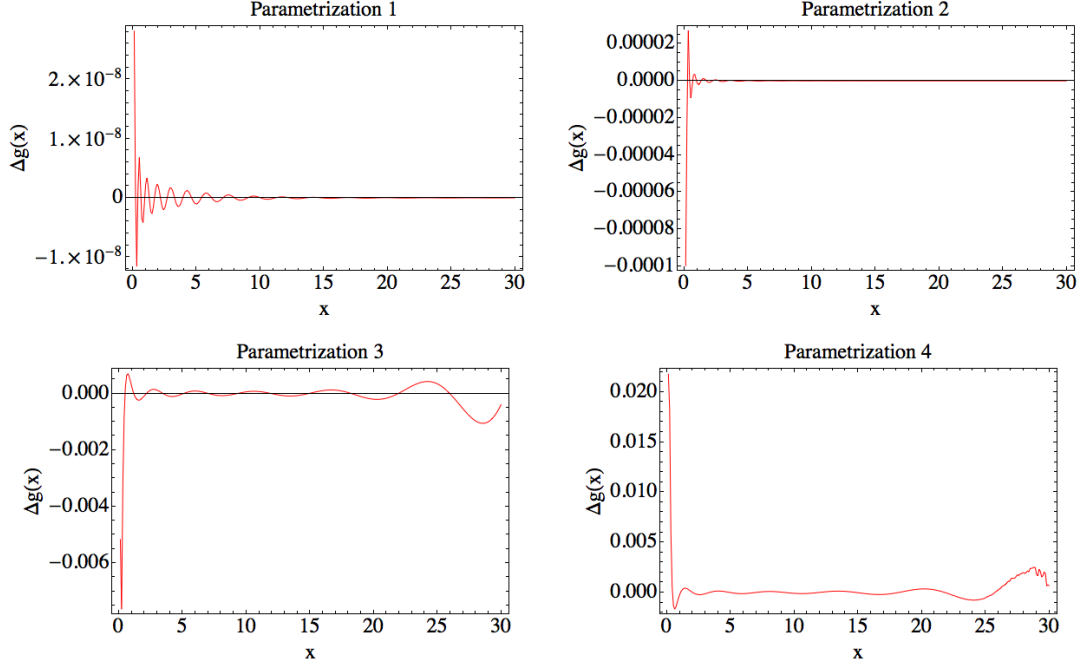 Parametrization 1
2.×10⁻⁸
1.×10⁻⁸
0
−1.×10⁻⁸
Δg(x)
0 5 10 15 20 25 30
x
Parametrization 2
0.00002
0.0000
−0.00002
−0.00004
−0.00006
−0.00008
−0.0001
Δg(x)
0 5 10 15 20 25 30
x
Parametrization 3
0.000
−0.002
−0.004
−0.006
Δg(x)
0 5 10 15 20 25 30
x
Parametrization 4
0.020
0.015
0.010
0.005
0.000
Δg(x)
0 5 10 15 20 25 30
x